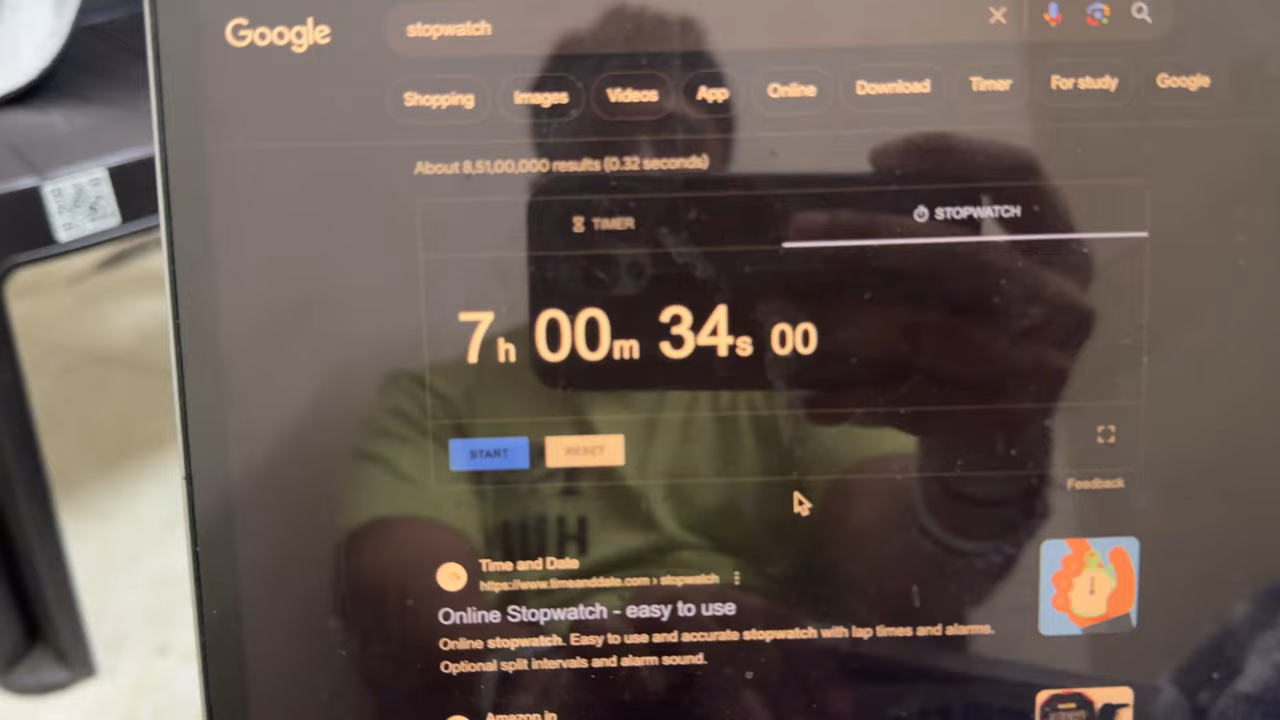 Google
stopwatch
Shopping Images Videos App Online Download Timer For study Google
About 8,51,00,000 results (0.32 seconds)
TIMER STOPWATCH
7h 00m 34s 00
START RESET
Feedback
Time and Date
https://www.timeanddate.com › stopwatch
Online Stopwatch - easy to use
Online stopwatch. Easy to use and accurate stopwatch with lap times and alarms.
Optional split intervals and alarm sound.
Amazon.in